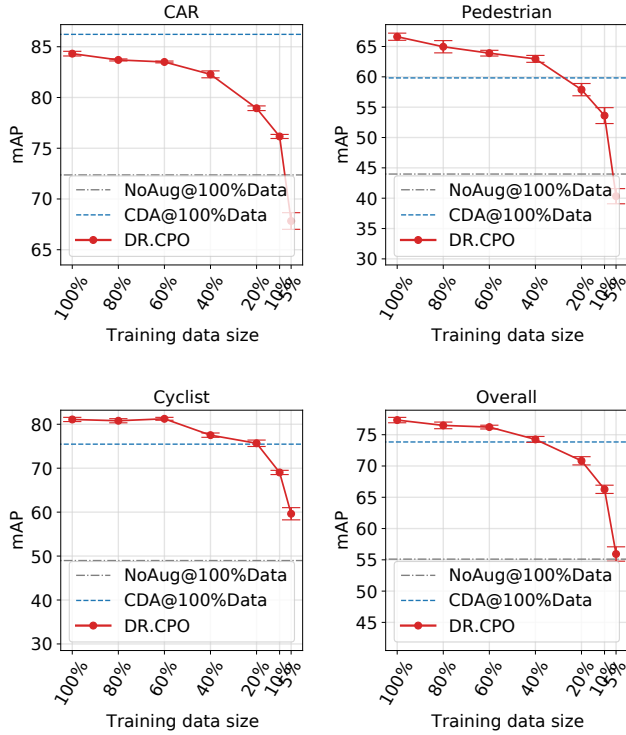 CAR
mAP
85
80
75
70
65
NoAug@100%Data
CDA@100%Data
DR.CPO
100%
80%
60%
40%
20%
10%
5%
Training data size
Pedestrian
mAP
65
60
55
50
45
40
35
30
NoAug@100%Data
CDA@100%Data
DR.CPO
100%
80%
60%
40%
20%
10%
5%
Training data size
Cyclist
mAP
80
70
60
50
40
30
NoAug@100%Data
CDA@100%Data
DR.CPO
100%
80%
60%
40%
20%
10%
5%
Training data size
Overall
mAP
75
70
65
60
55
50
45
NoAug@100%Data
CDA@100%Data
DR.CPO
100%
80%
60%
40%
20%
10%
5%
Training data size